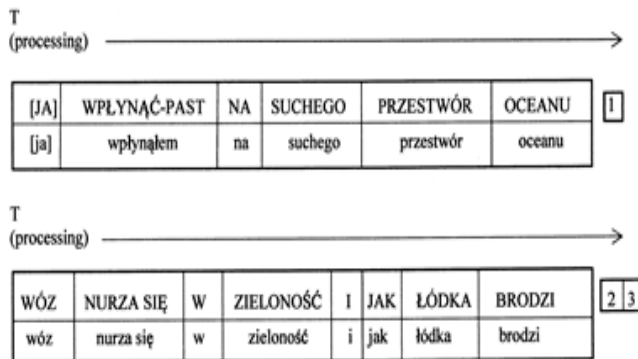 T
(processing)
[JA] WPŁYNĄĆ-PAST NA SUCHEGO PRZESTWÓR OCEANU 1
[ja] wpłynąłem na suchego przestwór oceanu
T
(processing)
WÓZ NURZA SIĘ W ZIELONOŚĆ I JAK ŁÓDKA BRODZI 2 3
wóz nurza się w zieloność i jak łódka brodzi